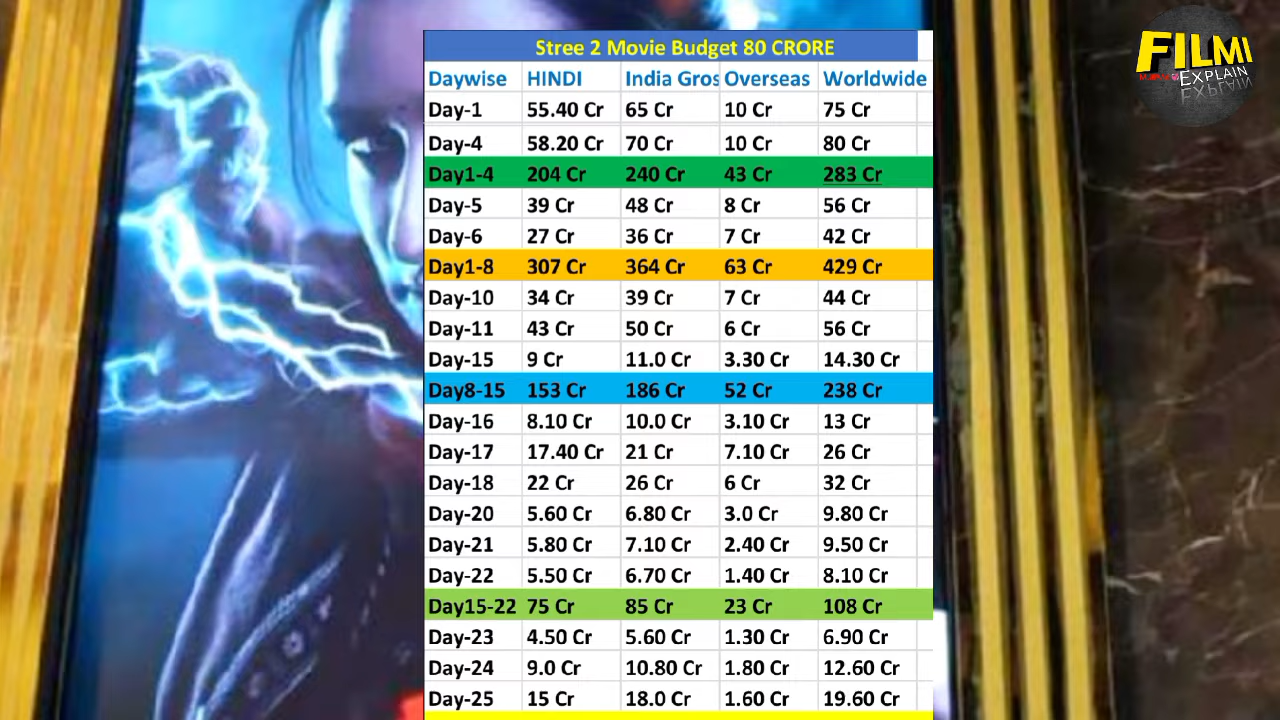 Stree 2 Movie Budget 80 CRORE
Daywise HINDI India Gros Overseas Worldwide
Day-1 55.40 Cr 65 Cr 10 Cr 75 Cr
Day-4 58.20 Cr 70 Cr 10 Cr 80 Cr
Day1-4 204 Cr 240 Cr 43 Cr 283 Cr
Day-5 39 Cr 48 Cr 8 Cr 56 Cr
Day-6 27 Cr 36 Cr 7 Cr 42 Cr
Day1-8 307 Cr 364 Cr 63 Cr 429 Cr
Day-10 34 Cr 39 Cr 7 Cr 44 Cr
Day-11 43 Cr 50 Cr 6 Cr 56 Cr
Day-15 9 Cr 11.0 Cr 3.30 Cr 14.30 Cr
Day8-15 153 Cr 186 Cr 52 Cr 238 Cr
Day-16 8.10 Cr 10.0 Cr 3.10 Cr 13 Cr
Day-17 17.40 Cr 21 Cr 7.10 Cr 26 Cr
Day-18 22 Cr 26 Cr 6 Cr 32 Cr
Day-20 5.60 Cr 6.80 Cr 3.0 Cr 9.80 Cr
Day-21 5.80 Cr 7.10 Cr 2.40 Cr 9.50 Cr
Day-22 5.50 Cr 6.70 Cr 1.40 Cr 8.10 Cr
Day15-22 75 Cr 85 Cr 23 Cr 108 Cr
Day-23 4.50 Cr 5.60 Cr 1.30 Cr 6.90 Cr
Day-24 9.0 Cr 10.80 Cr 1.80 Cr 12.60 Cr
Day-25 15 Cr 18.0 Cr 1.60 Cr 19.60 Cr
FILMI
EXPLAIN